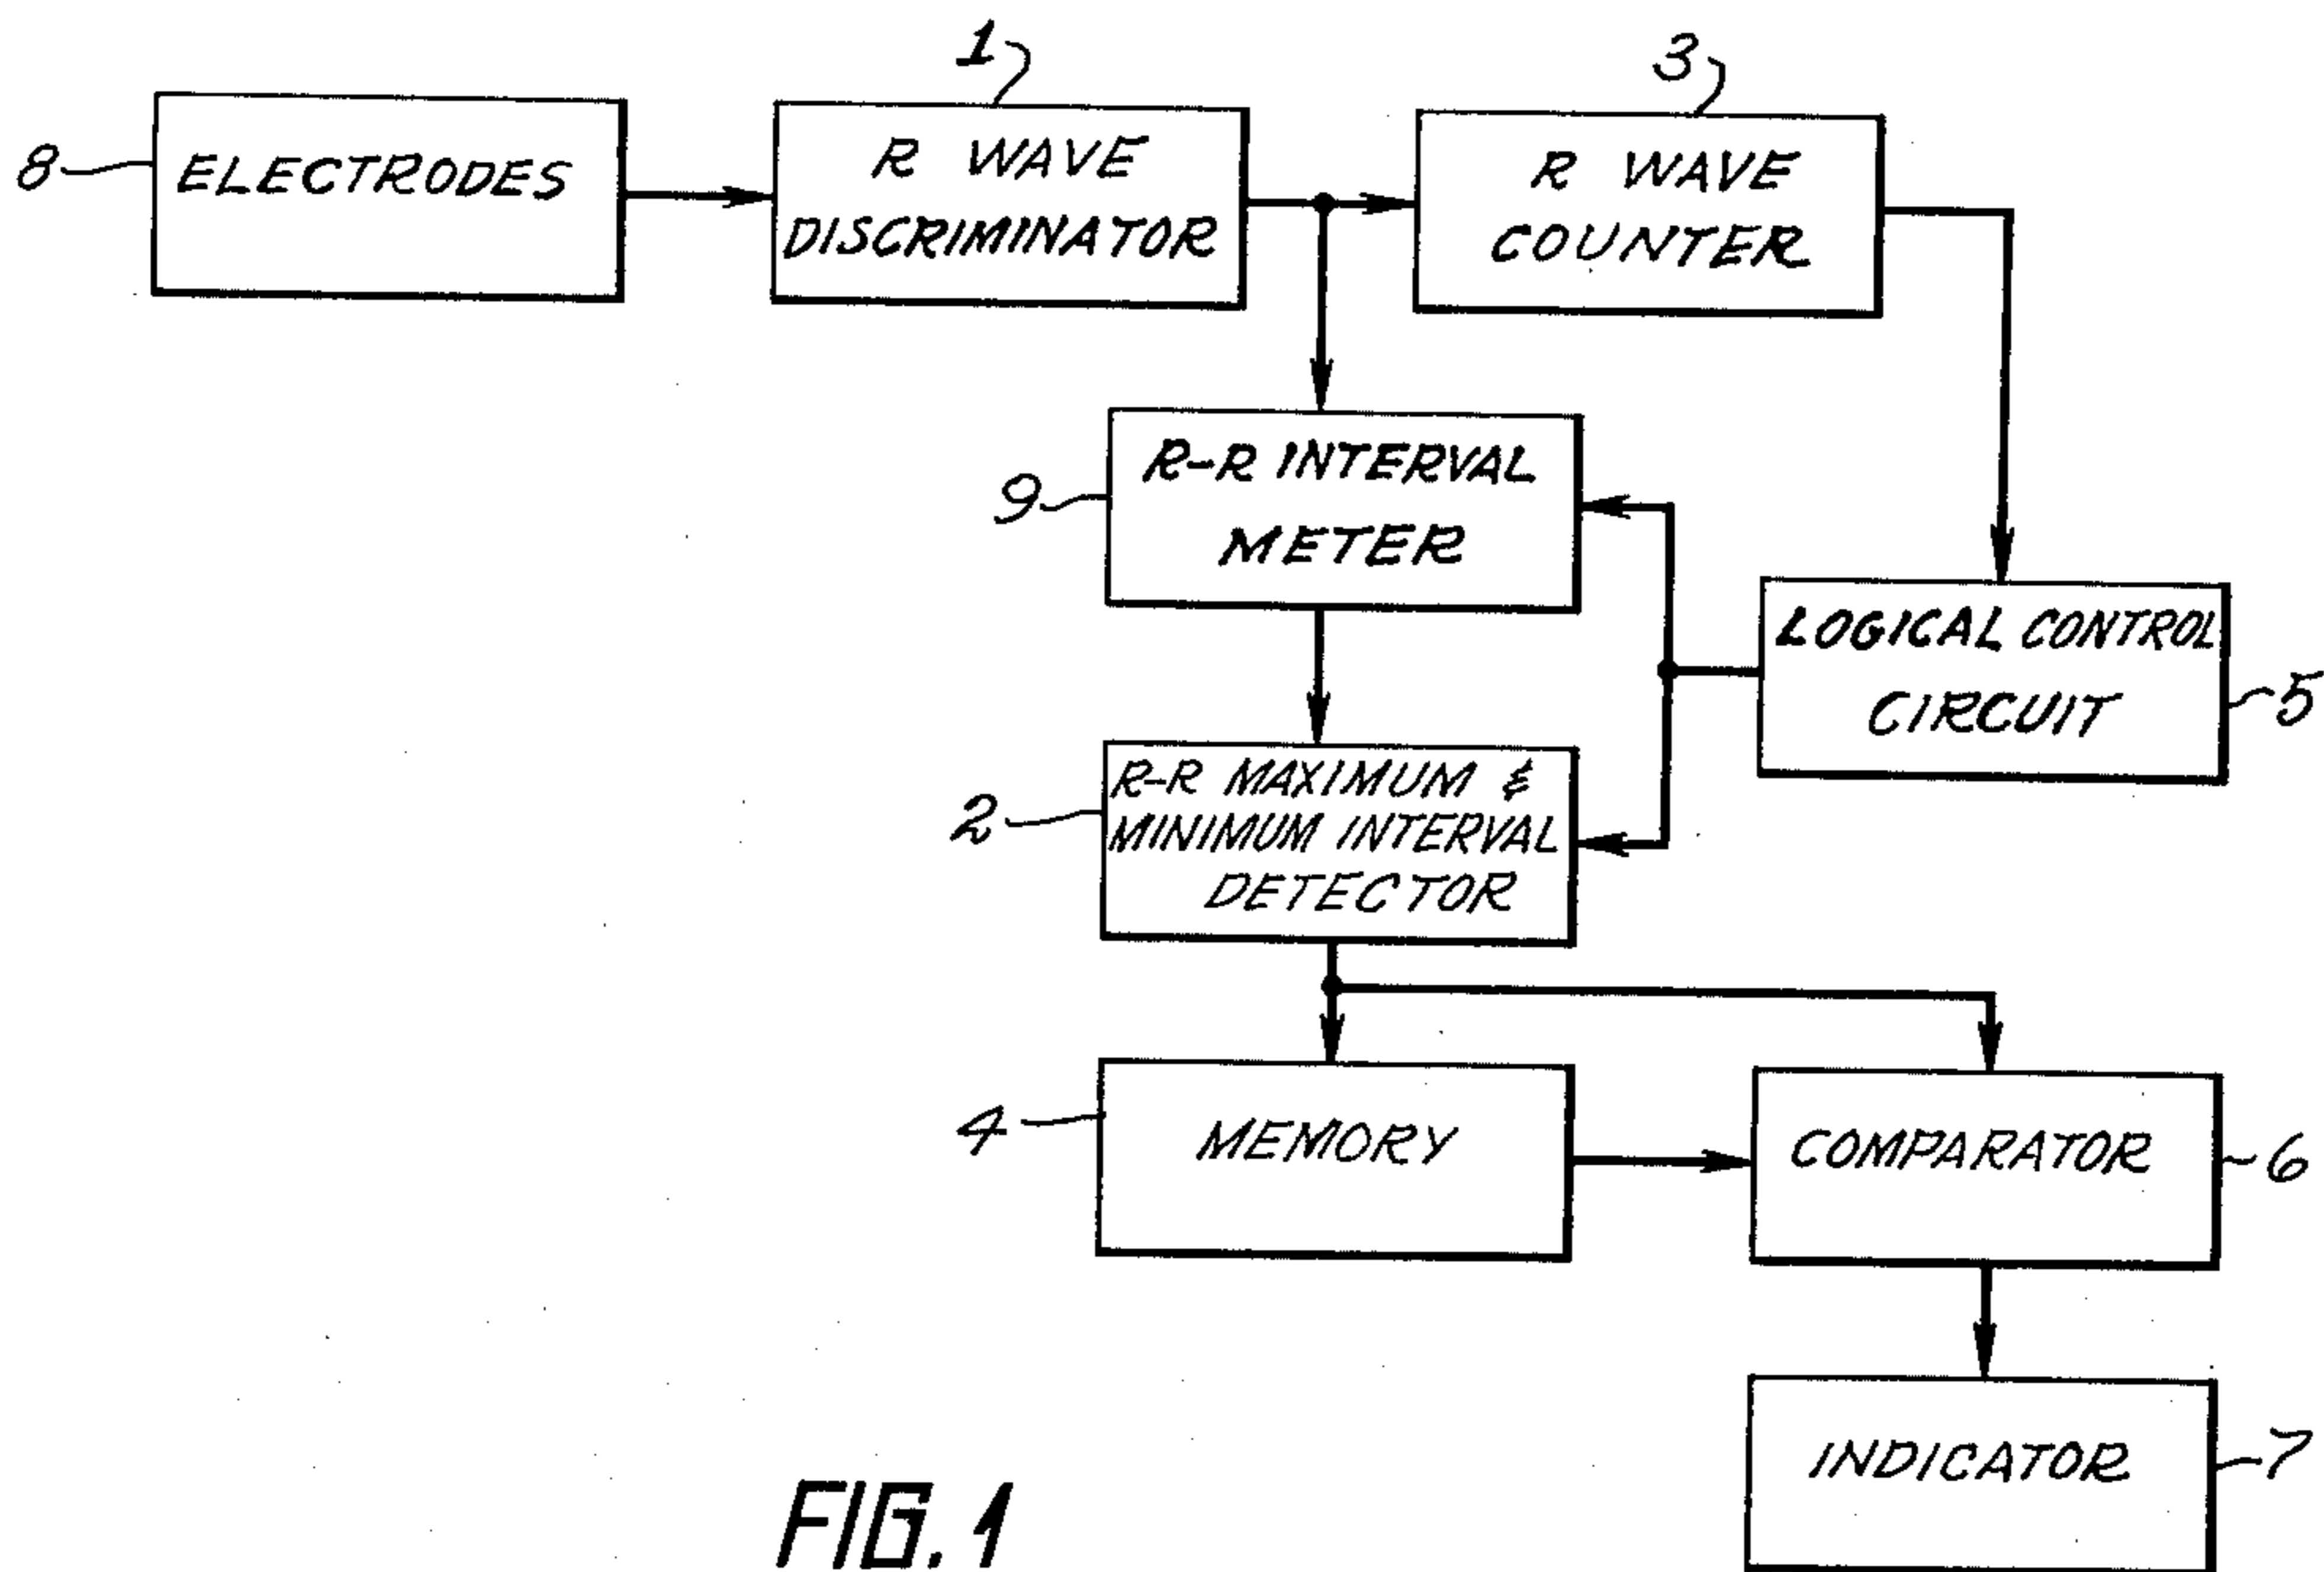 1
3
8
ELECTRODES
R WAVE
DISCRIMINATOR
R WAVE
COUNTER
9
R-R INTERVAL
METER
LOGICAL CONTROL
CIRCUIT
5
2
R-R MAXIMUM &
MINIMUM INTERVAL
DETECTOR
4
MEMORY
COMPARATOR
6
INDICATOR
7
FIG. 1